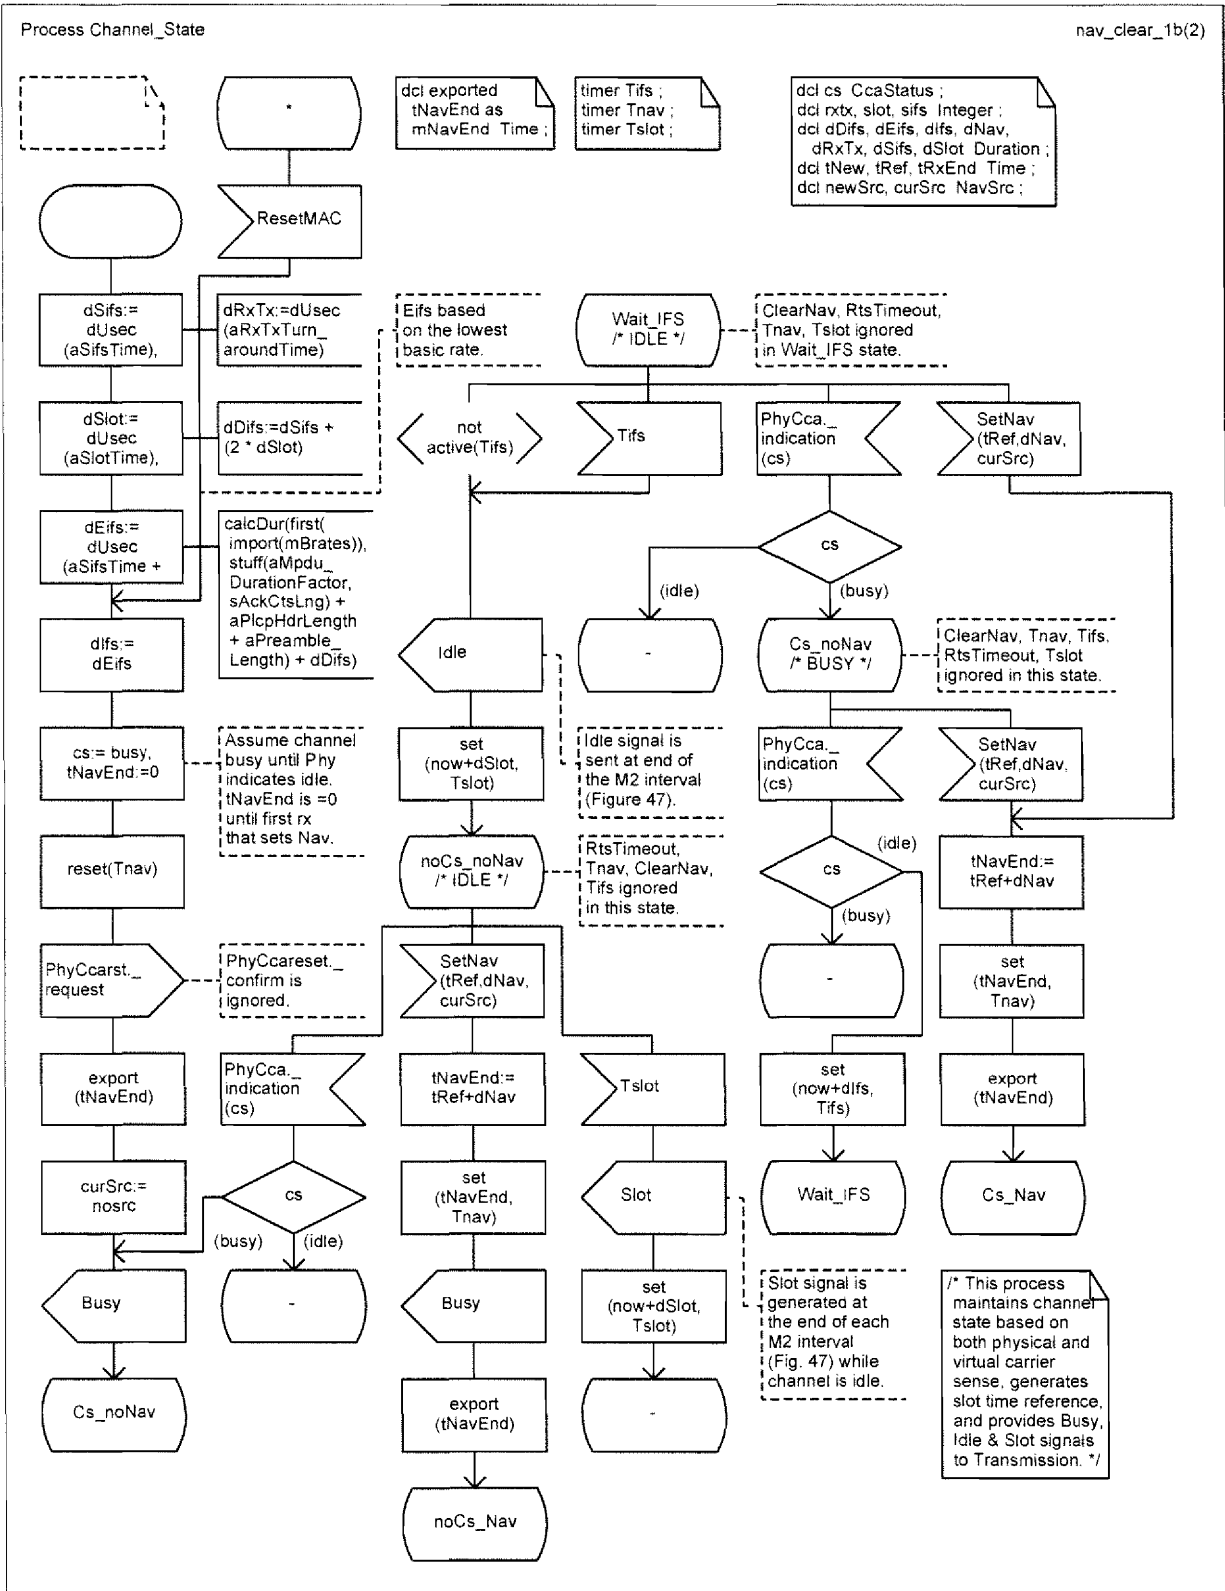 Process Channel_State
nav_clear_1b(2)
*
dcl exported
tNavEnd as
mNavEnd Time ;
timer Tifs ;
timer Tnav ;
timer Tslot ;
dcl cs CcaStatus ;
dcl rxtx, slot, sifs Integer ;
dcl dDifs, dEifs, dIfs, dNav,
dRxTx, dSifs, dSlot Duration ;
dcl tNew, tRef, tRxEnd Time ;
dcl newSrc, curSrc NavSrc ;
ResetMAC
dSifs:=
dUsec
(aSifsTime),
dRxTx:=dUsec
(aRxTxTurn_
aroundTime)
Eifs based
on the lowest
basic rate.
Wait_IFS
/* IDLE */
ClearNav, RtsTimeout,
Tnav, Tslot ignored
in Wait_IFS state.
dSlot:=
dUsec
(aSlotTime),
dDifs:=dSifs +
(2 * dSlot)
not
active(Tifs)
Tifs
PhyCca._
indication
(cs)
SetNav
(tRef,dNav,
curSrc)
dEifs:=
dUsec
(aSifsTime +
calcDur(first(
import(mBrates)),
stuff(aMpdu_
DurationFactor,
sAckCtsLng) +
aPlcpHdrLength
+ aPreamble_
Length) + dDifs)
cs
(idle)
(busy)
dIfs:=
dEifs
Idle
-
Cs_noNav
/* BUSY */
ClearNav, Tnav, Tifs,
RtsTimeout, Tslot
ignored in this state.
cs:= busy,
tNavEnd:=0
Assume channel
busy until Phy
indicates idle.
tNavEnd is =0
until first rx
that sets Nav.
set
(now+dSlot,
Tslot)
Idle signal is
sent at end of
the M2 interval
(Figure 47).
PhyCca._
indication
(cs)
SetNav
(tRef,dNav,
curSrc)
reset(Tnav)
noCs_noNav
/* IDLE */
RtsTimeout,
Tnav, ClearNav,
Tifs ignored
in this state.
cs
(idle)
(busy)
tNavEnd:=
tRef+dNav
PhyCcarst._
request
PhyCcareset._
confirm is
ignored.
SetNav
(tRef,dNav,
curSrc)
-
set
(tNavEnd,
Tnav)
export
(tNavEnd)
PhyCca._
indication
(cs)
tNavEnd:=
tRef+dNav
Tslot
set
(now+dIfs,
Tifs)
export
(tNavEnd)
curSrc:=
nosrc
cs
(busy)
(idle)
set
(tNavEnd,
Tnav)
Slot
Wait_IFS
Cs_Nav
Busy
-
Busy
set
(now+dSlot,
Tslot)
Slot signal is
generated at
the end of each
M2 interval
(Fig. 47) while
channel is idle.
/* This process
maintains channel
state based on
both physical and
virtual carrier
sense, generates
slot time reference,
and provides Busy,
Idle & Slot signals
to Transmission. */
Cs_noNav
export
(tNavEnd)
-
noCs_Nav